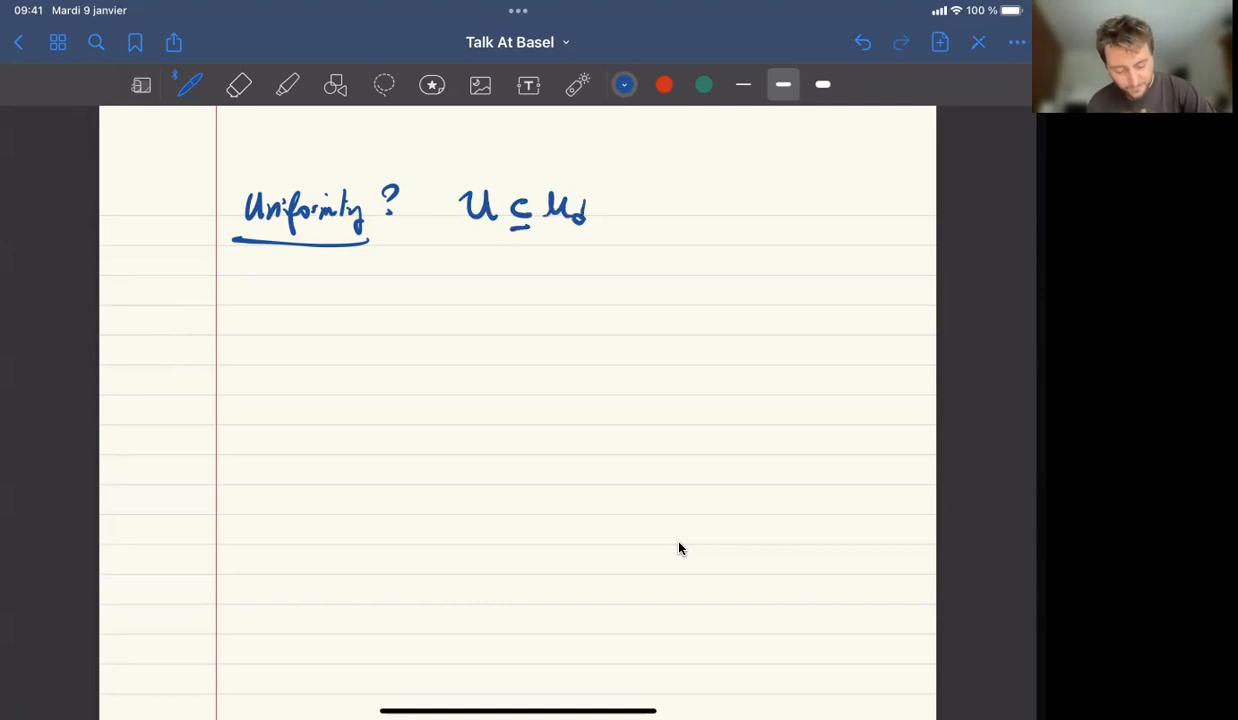 09:41 Mardi 9 janvier 100 %
Talk At Basel
Uniformity ? U ⊆ M_d